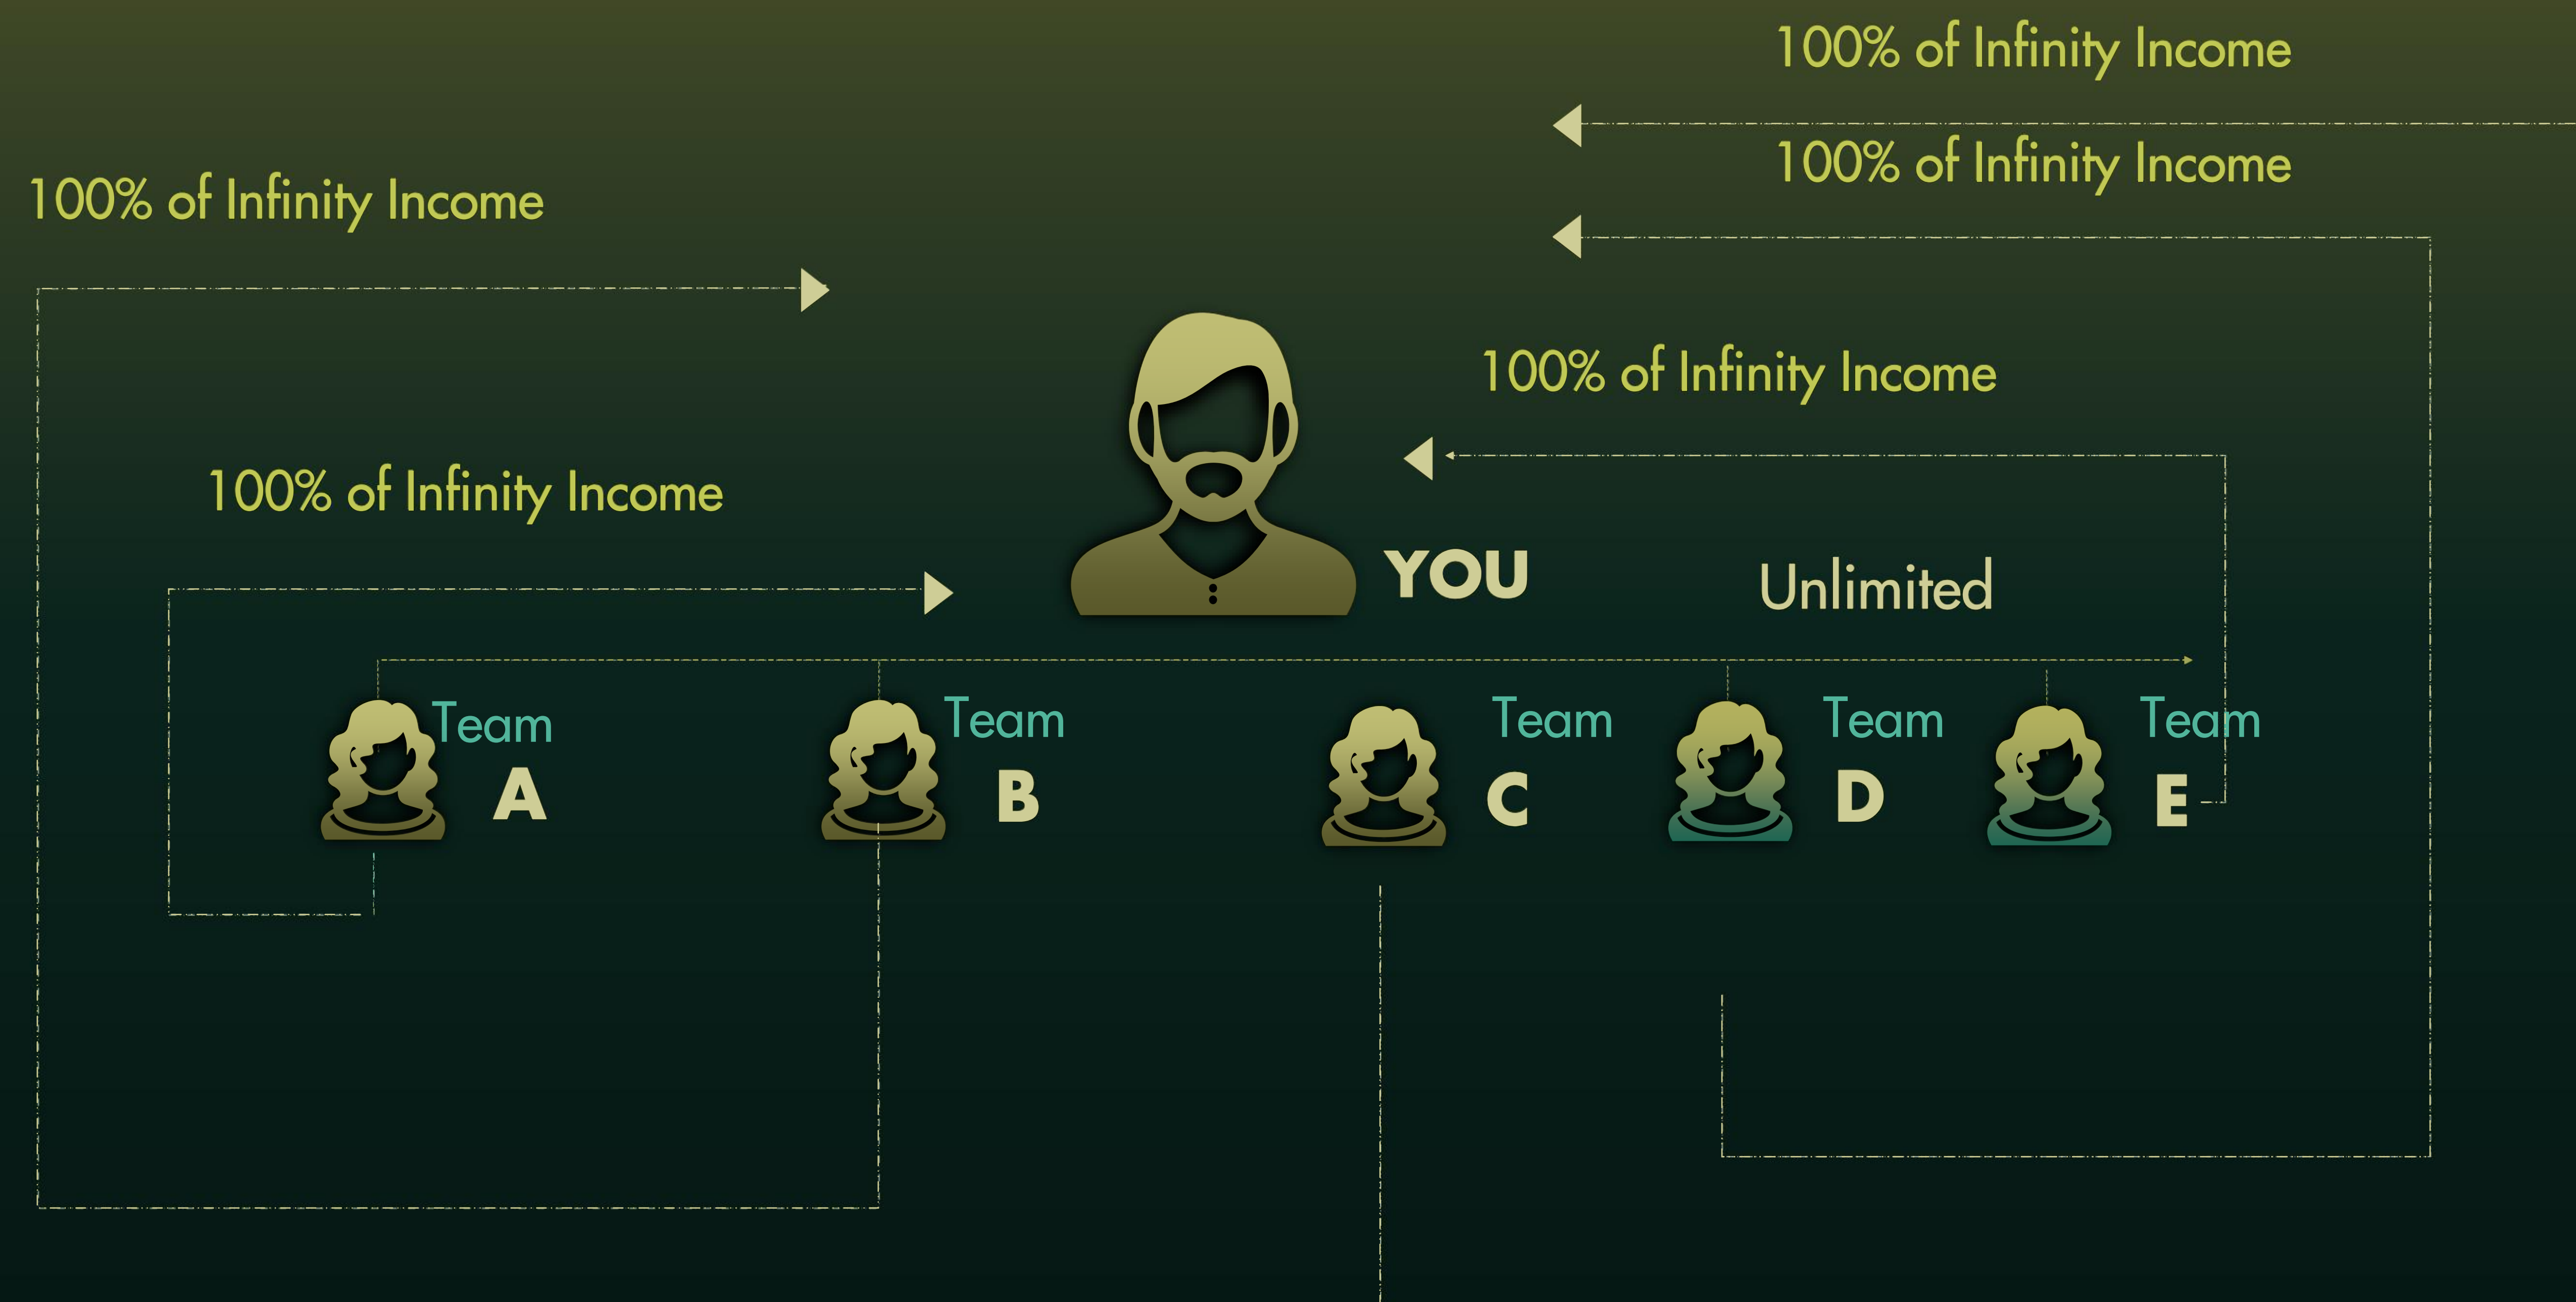 100% of Infinity Income
100% of Infinity Income
100% of Infinity Income
100% of Infinity Income
100% of Infinity Income
YOU
Unlimited
Team
A
Team
B
Team
C
Team
D
Team
E